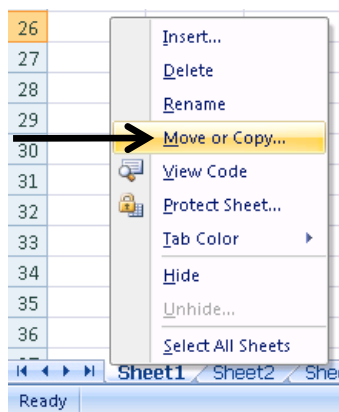 26
27
28
29
30
31
32
33
34
35
36
Insert...
Delete
Rename
Move or Copy...
View Code
Protect Sheet...
Tab Color
Hide
Unhide...
Select All Sheets
Sheet1 Sheet2 She
Ready